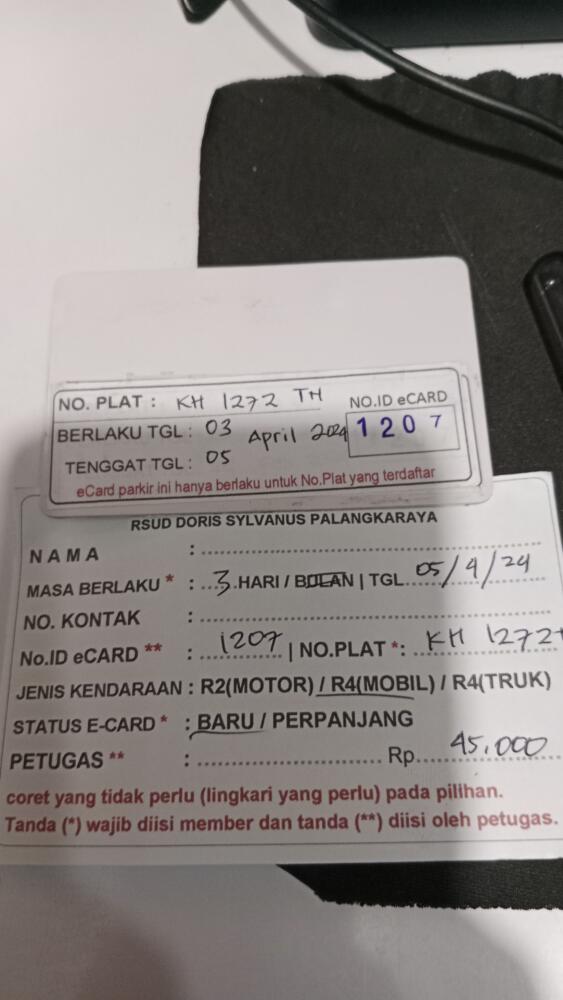 NO. PLAT : KH 1272 TH
NO.ID eCARD
BERLAKU TGL : 03 April 2024
1207
TENGGAT TGL : 05
eCard parkir ini hanya berlaku untuk No.Plat yang terdaftar
RSUD DORIS SYLVANUS PALANGKARAYA
NAMA :
MASA BERLAKU * : 3 HARI / BULAN | TGL 05/4/24
NO. KONTAK :
No.ID eCARD ** : 1207 | NO.PLAT *: KH 1272
JENIS KENDARAAN : R2(MOTOR) / R4(MOBIL) / R4(TRUK)
STATUS E-CARD * : BARU / PERPANJANG
PETUGAS ** : Rp. 45.000
coret yang tidak perlu (lingkari yang perlu) pada pilihan.
Tanda (*) wajib diisi member dan tanda (**) diisi oleh petugas.